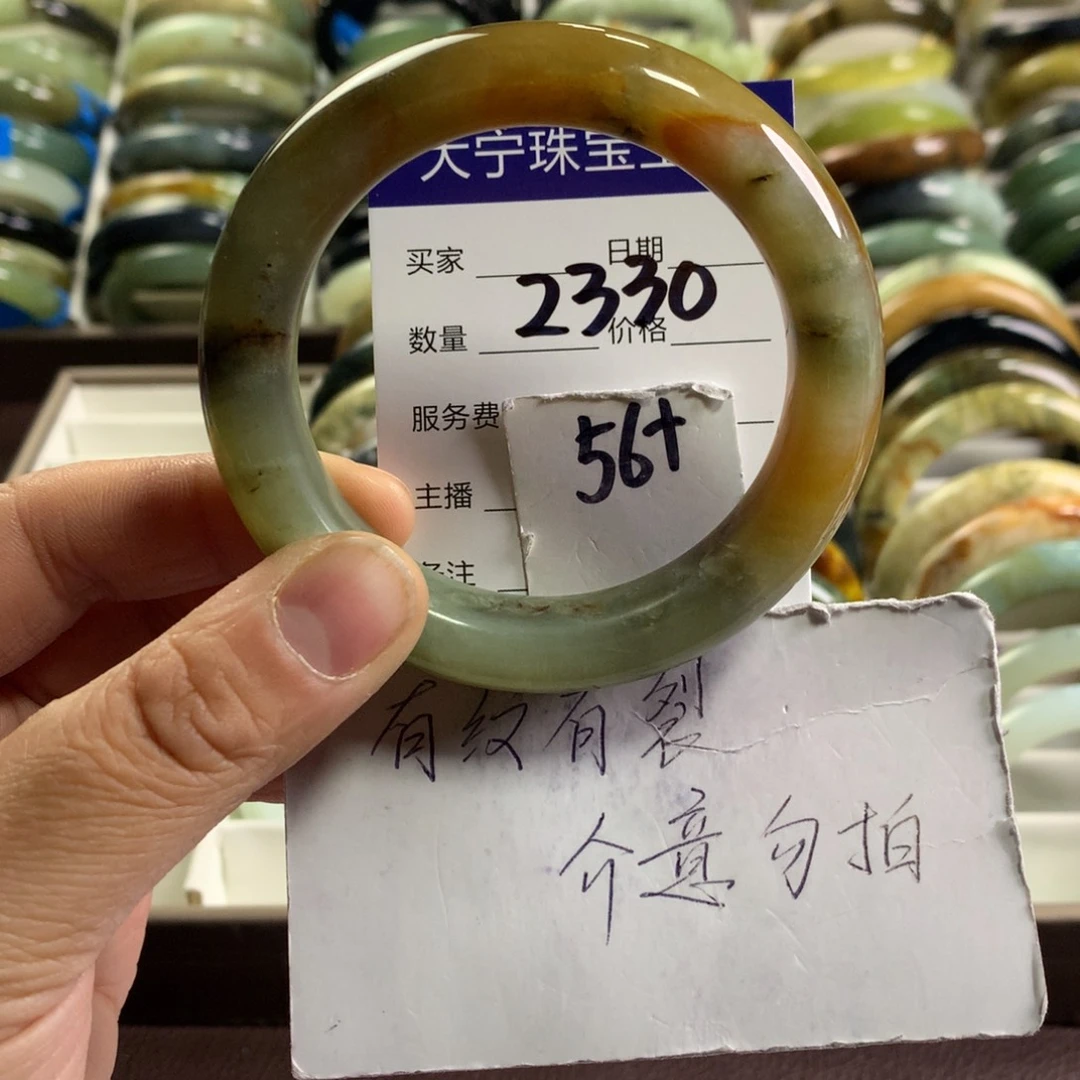 天宁珠宝
买家 日期
2330
数量 价格
服务费
56+
主播
备注
有纹有裂
介意勿拍